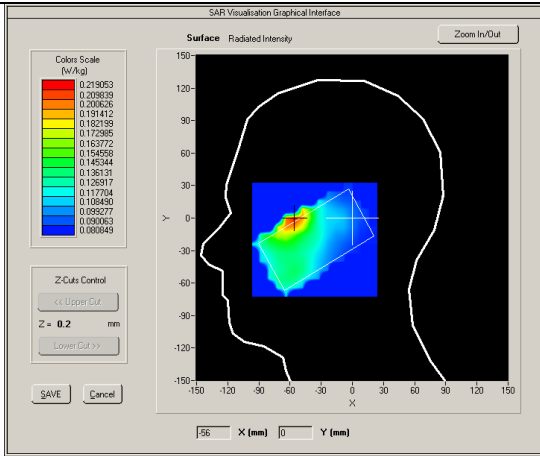 SAR Visualisation Graphical Interface
Surface Radiated Intensity
Zoom In/Out
Colors Scale
(W/kg)
0.219053
0.209839
0.200626
0.191412
0.182199
0.172985
0.163772
0.154558
0.145344
0.136131
0.126917
0.117704
0.108490
0.099277
0.090063
0.080849
Z-Cuts Control
<< Upper Cut
Z = 0.2 mm
Lower Cut >>
SAVE Cancel
Y
150
120
90
60
30
0
-30
-60
-90
-120
-150
-150 -120 -90 -60 -30 0 30 60 90 120 150
X
-56 X (mm) 0 Y (mm)